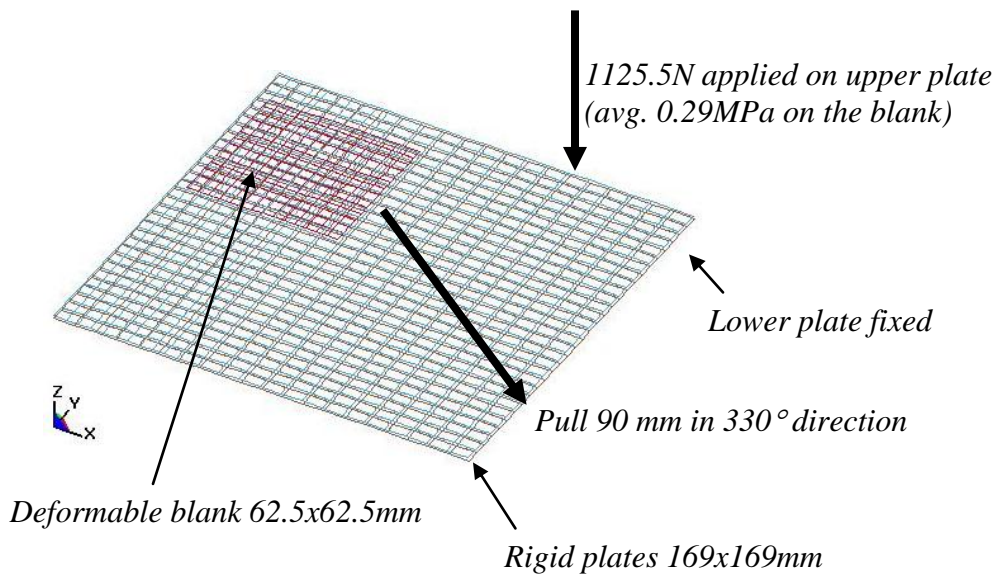 1125.5N applied on upper plate
(avg. 0.29MPa on the blank)
Lower plate fixed
Pull 90 mm in 330° direction
Z
Y
X
Deformable blank 62.5x62.5mm
Rigid plates 169x169mm